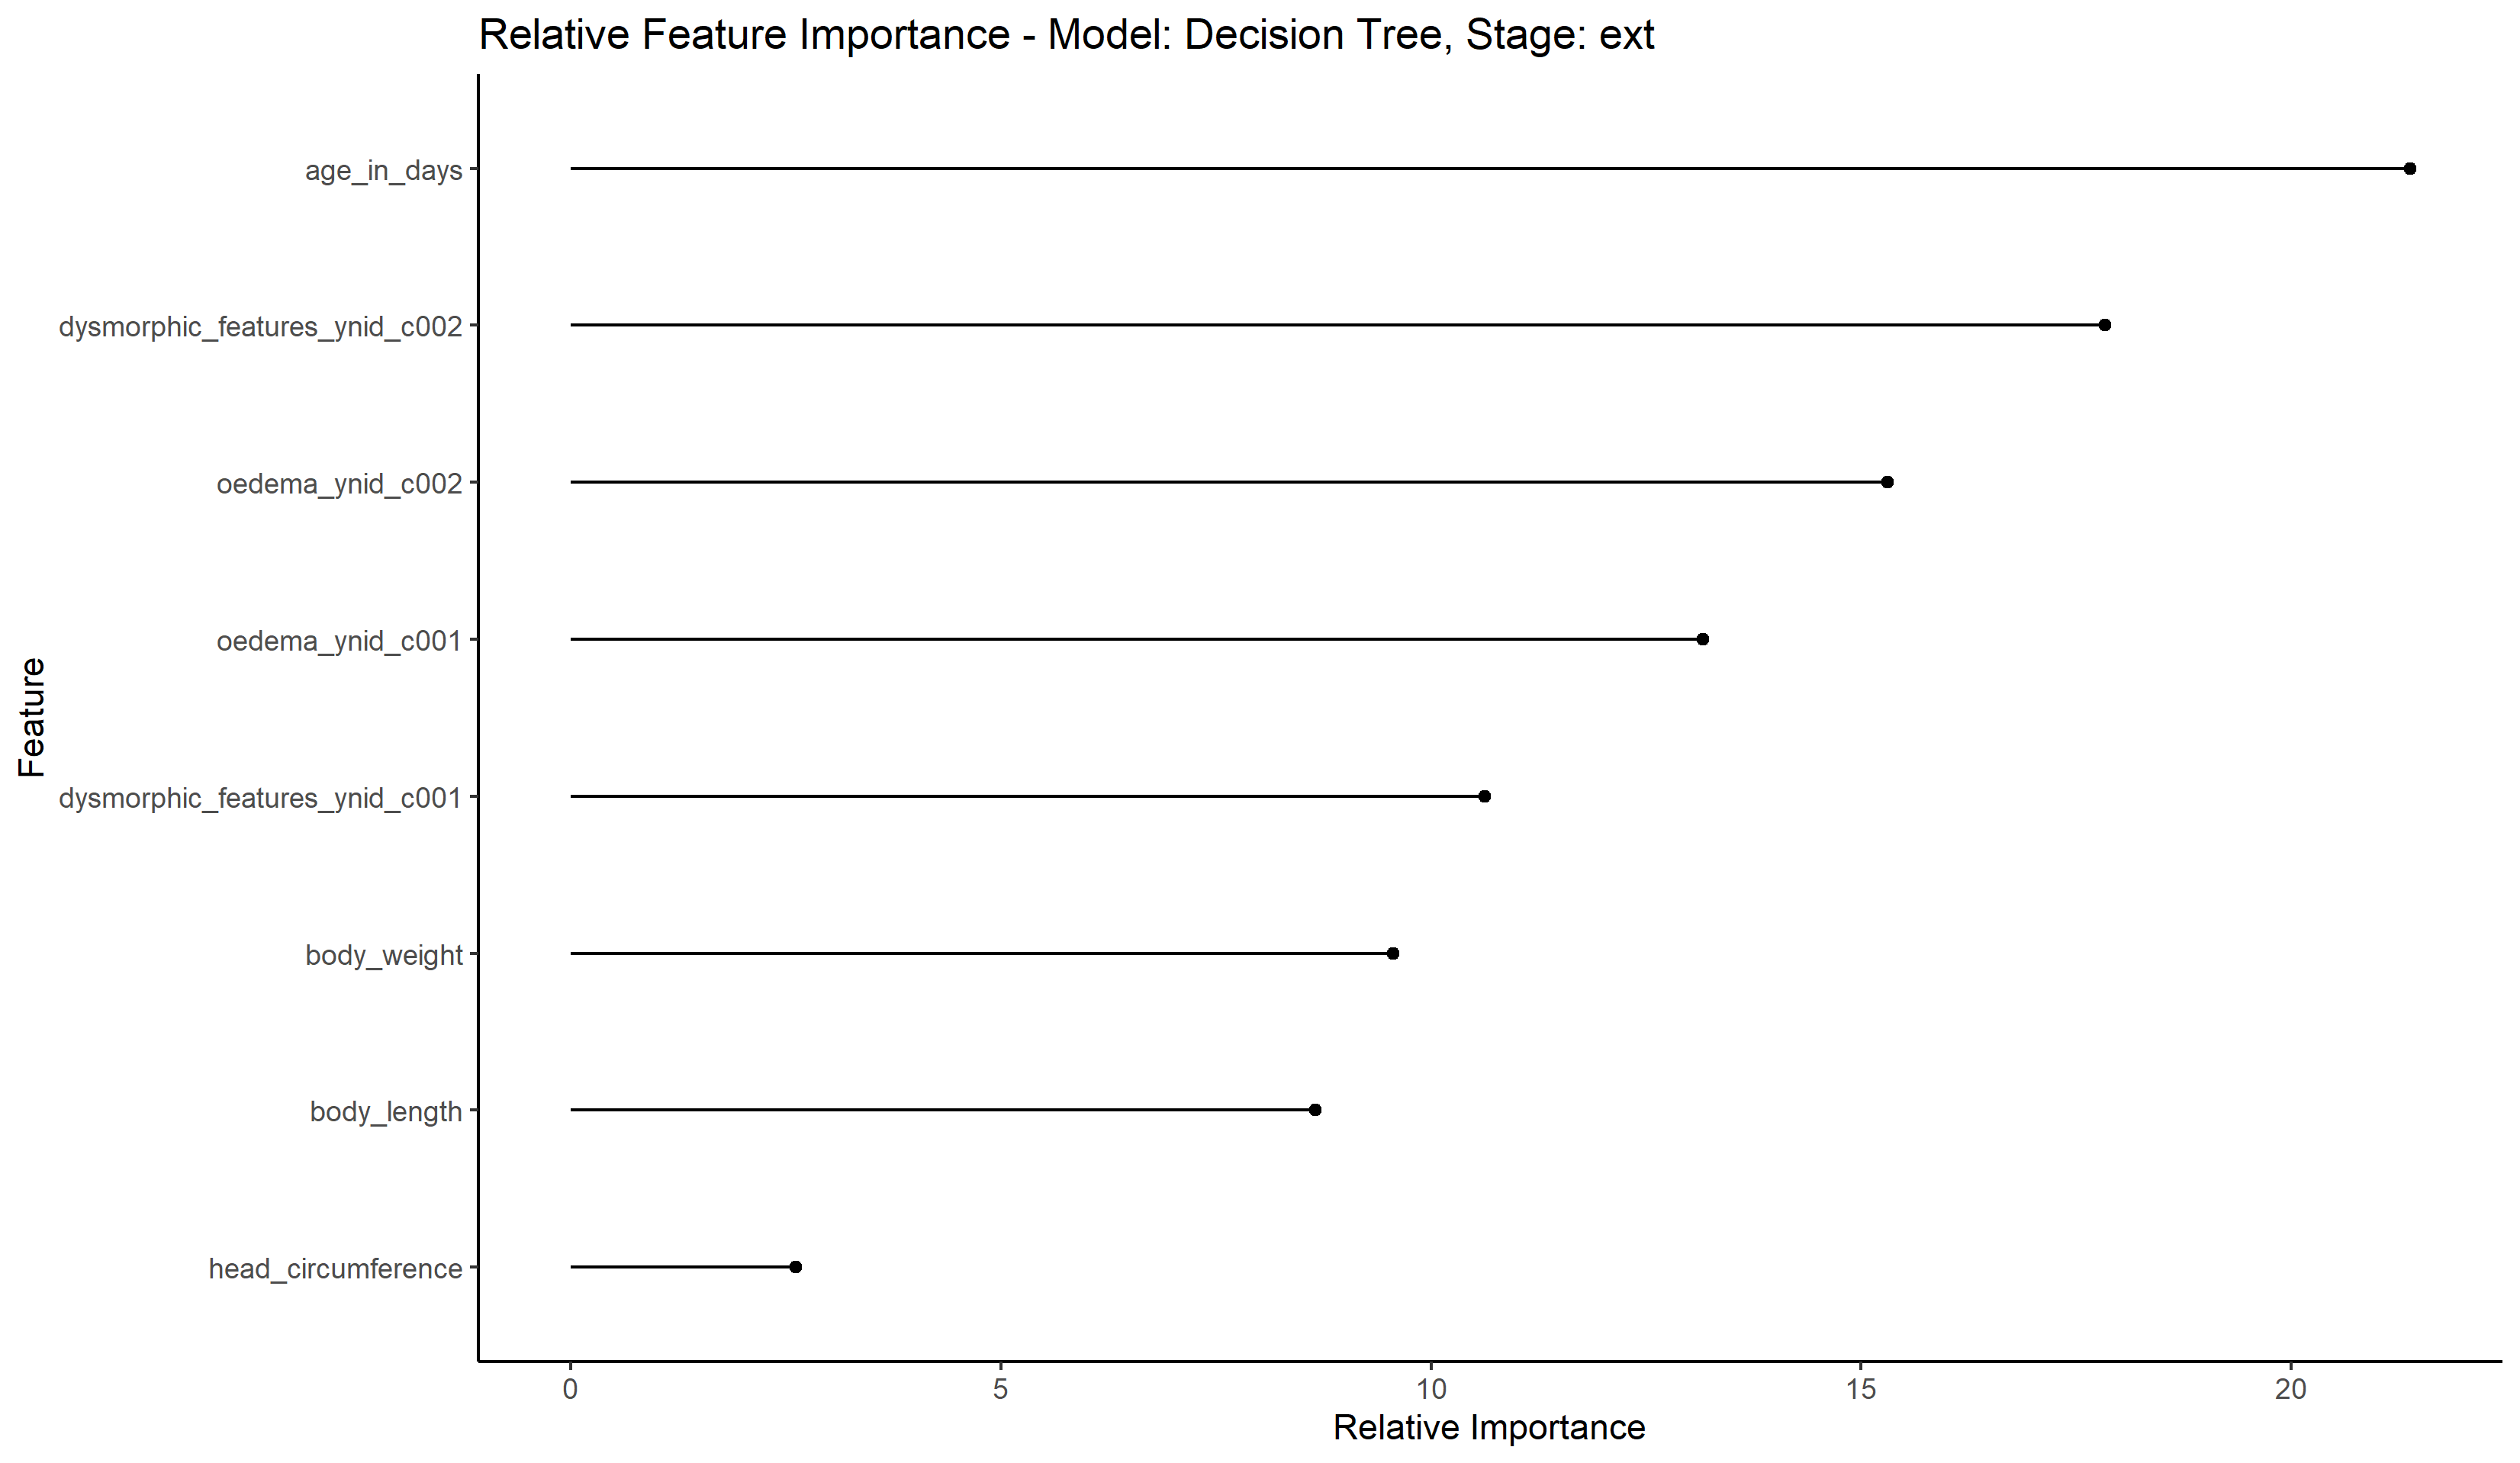 Relative Feature Importance - Model: Decision Tree, Stage: ext
Feature
age_in_days
dysmorphic_features_ynid_c002
oedema_ynid_c002
oedema_ynid_c001
dysmorphic_features_ynid_c001
body_weight
body_length
head_circumference
0 5 10 15 20
Relative Importance